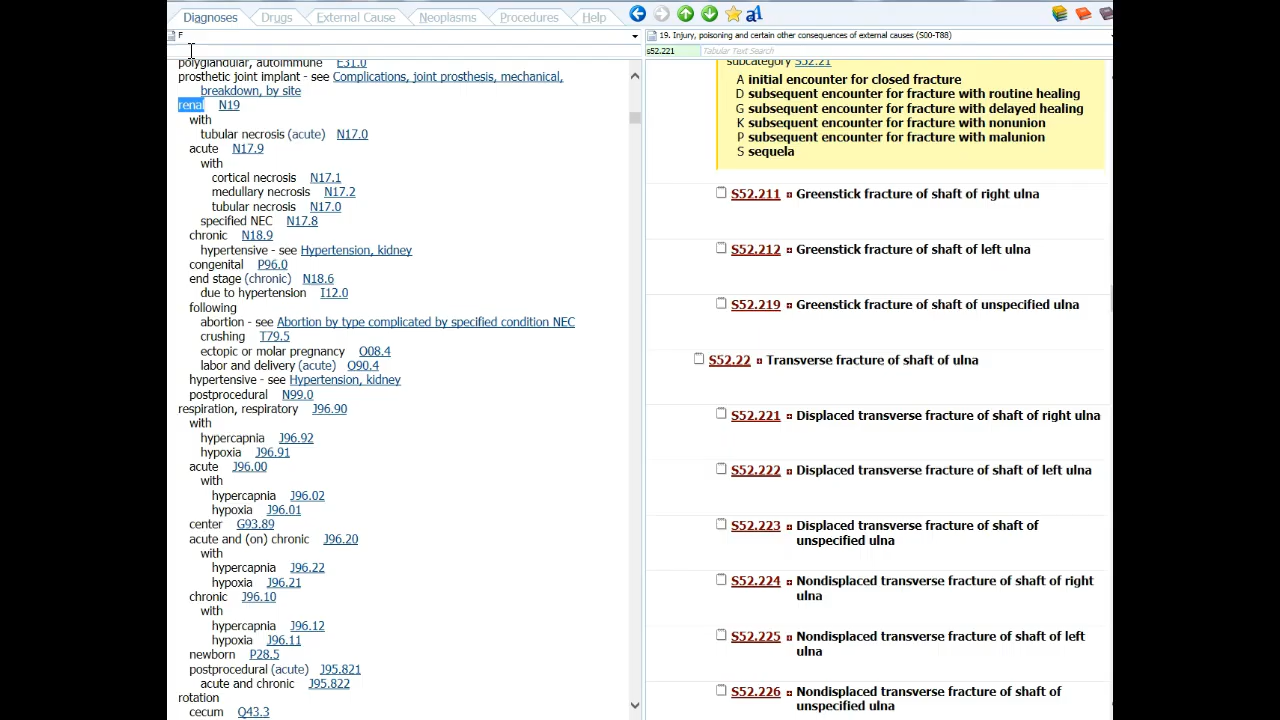 Diagnoses Drugs External Cause Neoplasms Procedures Help
F
polyglandular, autoimmune E31.0
prosthetic joint implant - see Complications, joint prosthesis, mechanical,
breakdown, by site
renal N19
with
tubular necrosis (acute) N17.0
acute N17.9
with
cortical necrosis N17.1
medullary necrosis N17.2
tubular necrosis N17.0
specified NEC N17.8
chronic N18.9
hypertensive - see Hypertension, kidney
congenital P96.0
end stage (chronic) N18.6
due to hypertension I12.0
following
abortion - see Abortion by type complicated by specified condition NEC
crushing T79.5
ectopic or molar pregnancy O08.4
labor and delivery (acute) O90.4
hypertensive - see Hypertension, kidney
postprocedural N99.0
respiration, respiratory J96.90
with
hypercapnia J96.92
hypoxia J96.91
acute J96.00
with
hypercapnia J96.02
hypoxia J96.01
center G93.89
acute and (on) chronic J96.20
with
hypercapnia J96.22
hypoxia J96.21
chronic J96.10
with
hypercapnia J96.12
hypoxia J96.11
newborn P28.5
postprocedural (acute) J95.821
acute and chronic J95.822
rotation
cecum Q43.3
19. Injury, poisoning and certain other consequences of external causes (S00-T88)
s52.221 Tabular Text Search
subcategory S52.21
A initial encounter for closed fracture
D subsequent encounter for fracture with routine healing
G subsequent encounter for fracture with delayed healing
K subsequent encounter for fracture with nonunion
P subsequent encounter for fracture with malunion
S sequela
S52.211 Greenstick fracture of shaft of right ulna
S52.212 Greenstick fracture of shaft of left ulna
S52.219 Greenstick fracture of shaft of unspecified ulna
S52.22 Transverse fracture of shaft of ulna
S52.221 Displaced transverse fracture of shaft of right ulna
S52.222 Displaced transverse fracture of shaft of left ulna
S52.223 Displaced transverse fracture of shaft of
unspecified ulna
S52.224 Nondisplaced transverse fracture of shaft of right
ulna
S52.225 Nondisplaced transverse fracture of shaft of left
ulna
S52.226 Nondisplaced transverse fracture of shaft of
unspecified ulna